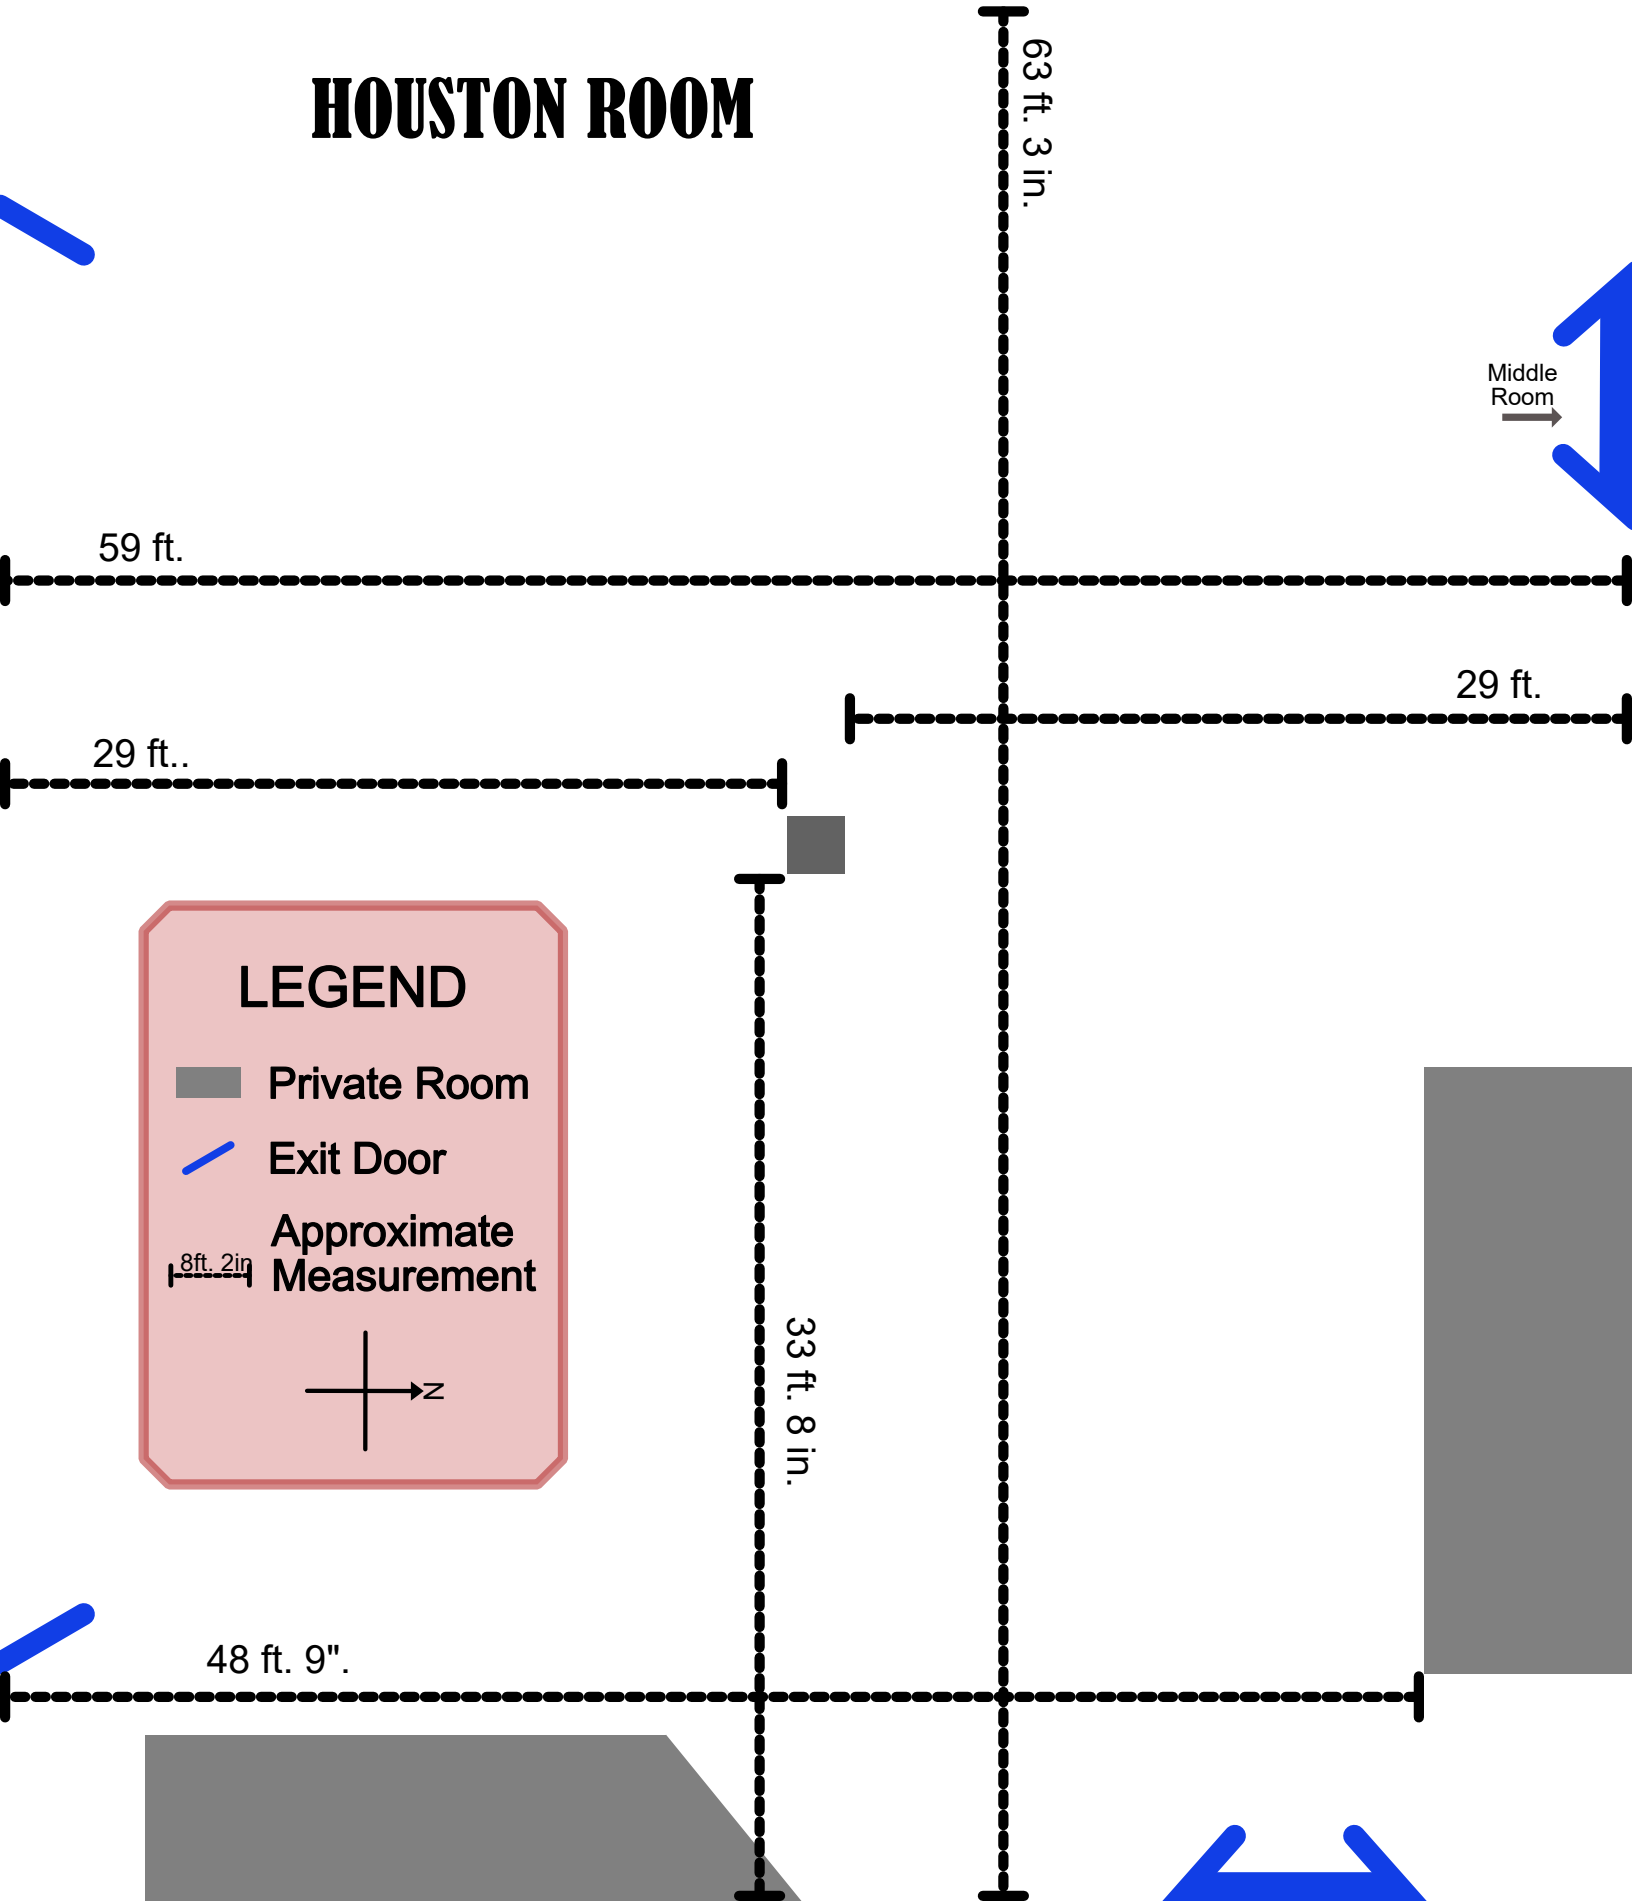 HOUSTON ROOM
63 ft. 3 in.
Middle
Room
59 ft.
29 ft.
29 ft..
LEGEND
Private Room
Exit Door
Approximate
8ft. 2in
Measurement
N
33 ft. 8 in.
48 ft. 9".